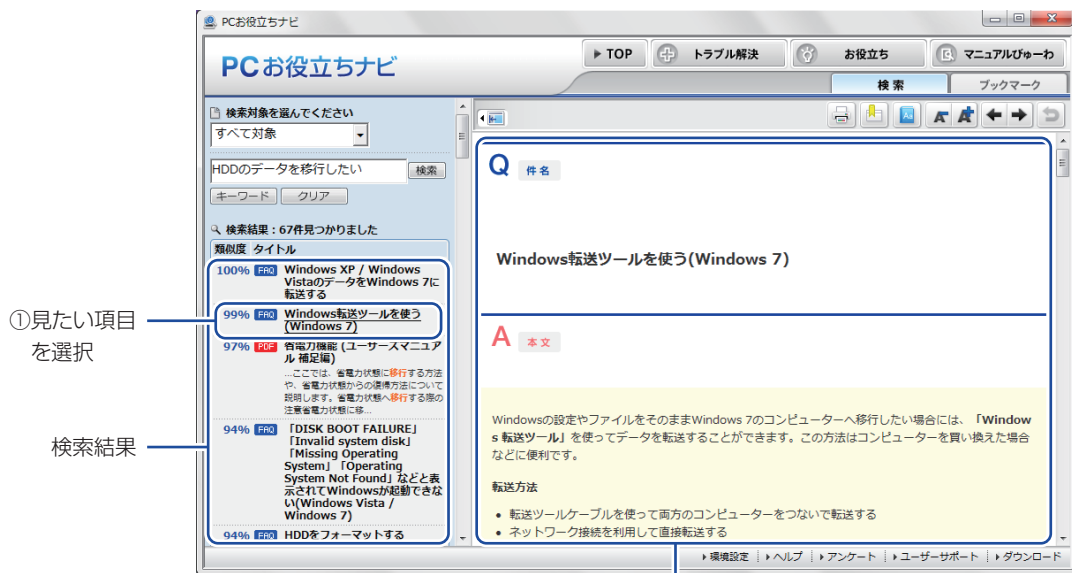 PCお役立ちナビ
PCお役立ちナビ
TOP
トラブル解決
お役立ち
マニュアルびゅーわ
検索
ブックマーク
検索対象を選んでください
すべて対象
HDDのデータを移行したい
検索
キーワード
クリア
検索結果：67件見つかりました
類似度 タイトル
100% FAQ Windows XP / Windows
VistaのデータをWindows 7に
転送する
99% FAQ Windows転送ツールを使う
(Windows 7)
97% PDF 省電力機能 (ユーザーズマニュア
ル 補足編)
…ここでは、省電力状態に移行する方法
や、省電力状態からの復帰方法について
説明します。省電力状態へ移行する際の
注意省電力状態に移...
94% FAQ 「DISK BOOT FAILURE」
「Invalid system disk」
「Missing Operating
System」「Operating
System Not Found」などと表
示されてWindowsが起動できな
い(Windows Vista /
Windows 7)
94% FAQ HDDをフォーマットする
①見たい項目
を選択
検索結果
Q 件名
Windows転送ツールを使う(Windows 7)
A 本文
Windowsの設定やファイルをそのままWindows 7のコンピューターへ移行したい場合には、「Window
s 転送ツール」を使ってデータを転送することができます。この方法はコンピューターを買い換えた場合
などに便利です。
転送方法
• 転送ツールケーブルを使って両方のコンピューターをつないで転送する
• ネットワーク接続を利用して直接転送する
環境設定
ヘルプ
アンケート
ユーザーサポート
ダウンロード